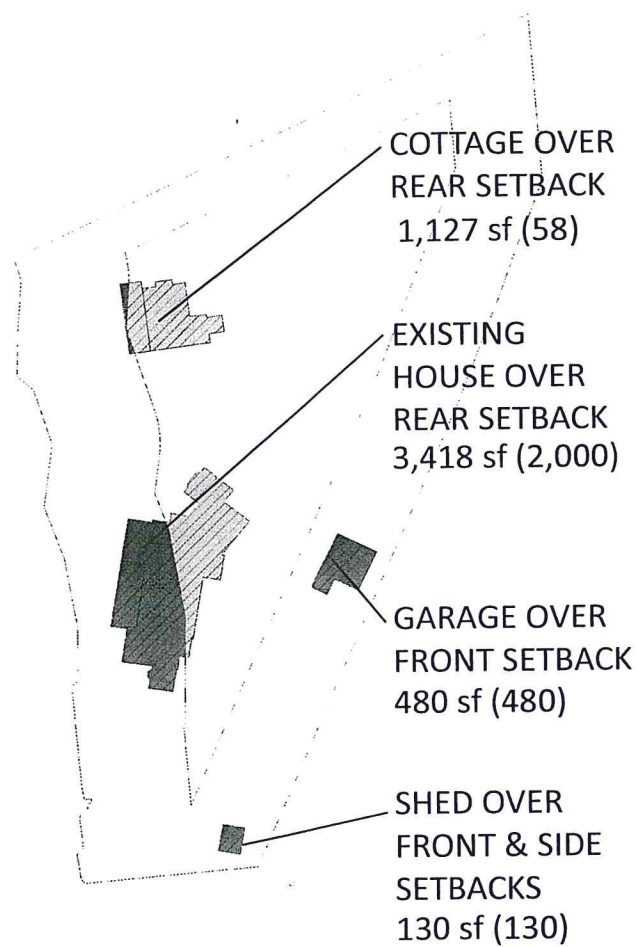 COTTAGE OVER
REAR SETBACK
1,127 sf (58)
EXISTING
HOUSE OVER
REAR SETBACK
3,418 sf (2,000)
GARAGE OVER
FRONT SETBACK
480 sf (480)
SHED OVER
FRONT & SIDE
SETBACKS
130 sf (130)